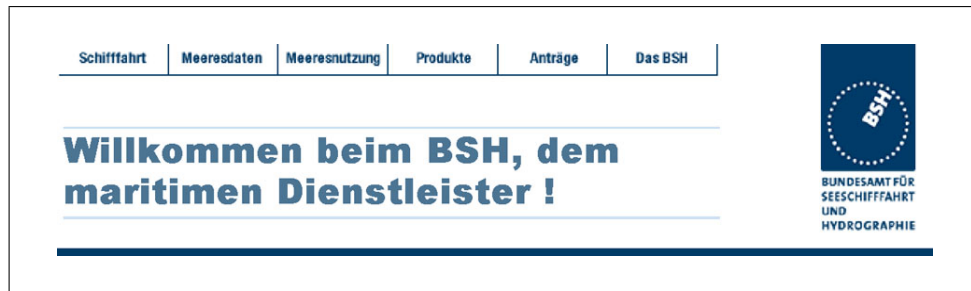 Schifffahrt Meeresdaten Meeresnutzung Produkte Anträge Das BSH
Willkommen beim BSH, dem
maritimen Dienstleister !
BSH
BUNDESAMT FÜR
SEESCHIFFFAHRT
UND
HYDROGRAPHIE